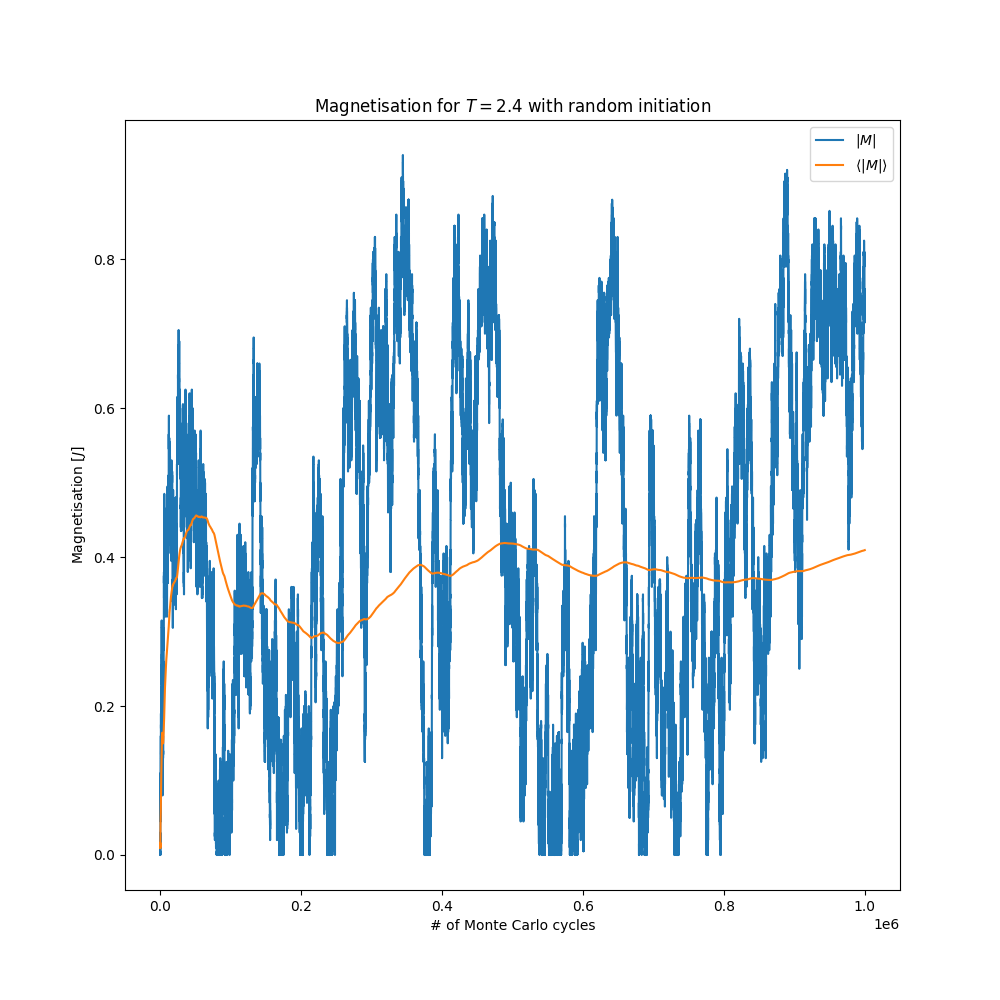 Magnetisation for T = 2.4 with random initiation
|M|
⟨|M|⟩
0.8
0.6
0.4
0.2
0.0
Magnetisation [J]
0.0 0.2 0.4 0.6 0.8 1.0
1e6
# of Monte Carlo cycles